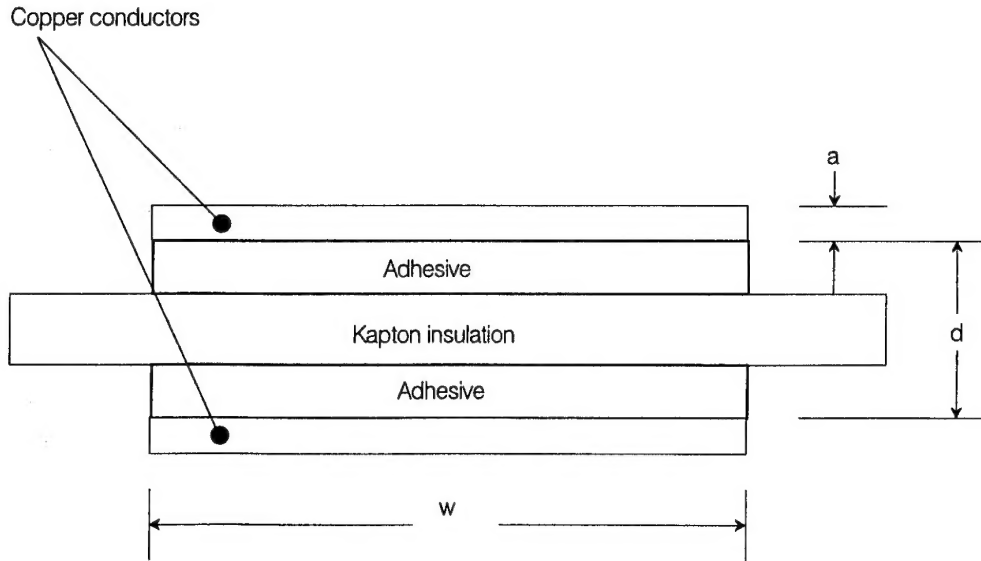 Copper conductors
a
Adhesive
Kapton insulation
d
Adhesive
w